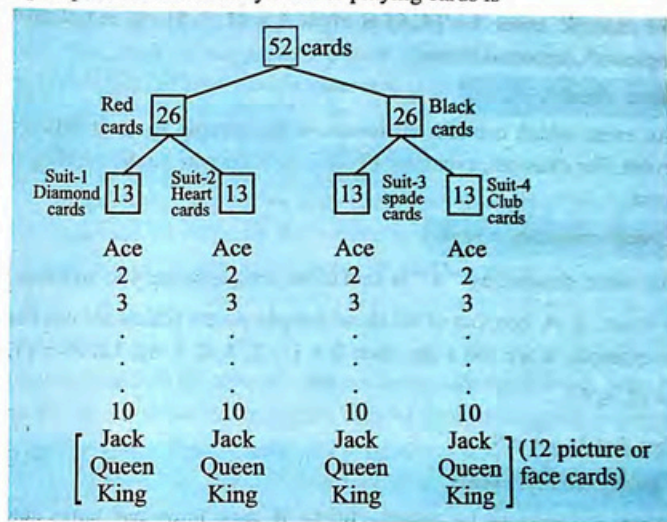 playing cards is
52 cards
Red cards
26
26
Black cards
Suit-1 Diamond cards
13
Suit-2 Heart cards
13
13
Suit-3 spade cards
13
Suit-4 Club cards
Ace Ace Ace Ace
2 2 2 2
3 3 3 3
. . . .
. . . .
. . . .
10 10 10 10
Jack Jack Jack Jack
Queen Queen Queen Queen
King King King King
(12 picture or face cards)